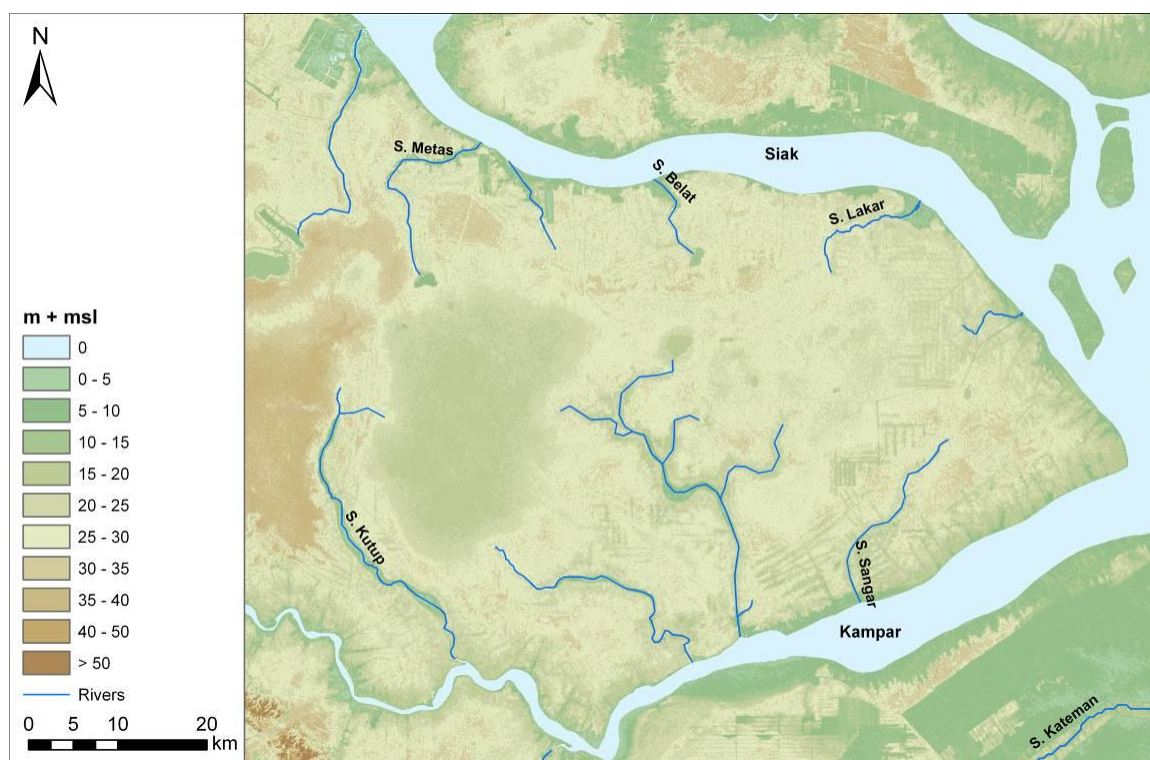 N
S. Metas
Siak
S. Belat
S. Lakar
m + msl
0
0 - 5
5 - 10
10 - 15
15 - 20
20 - 25
25 - 30
30 - 35
35 - 40
40 - 50
> 50
Rivers
0 5 10 20
km
S. Kutup
S. Sangar
Kampar
S. Kateman